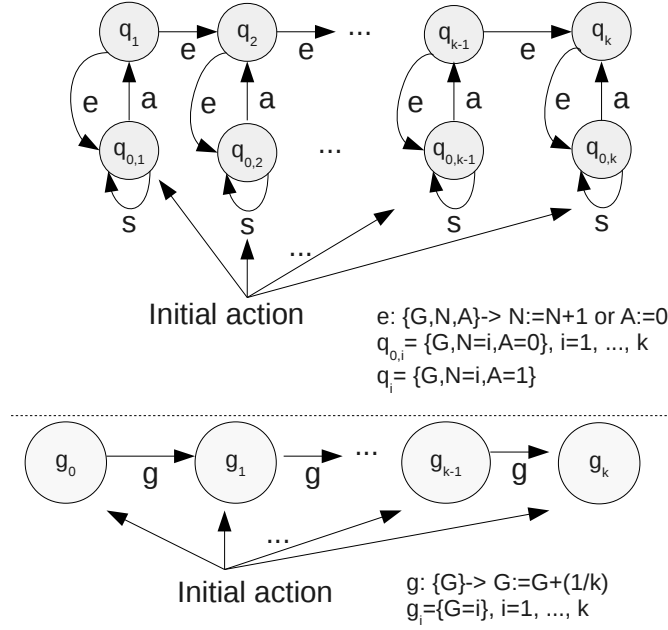 q₁ q₂ ... qₖ₋₁ qₖ
e e e
e e e e
a a a a
q₀,₁ q₀,₂ ... q₀,ₖ₋₁ q₀,ₖ
s s s s
...
Initial action
e: {G,N,A}-> N:=N+1 or A:=0
q₀,ᵢ= {G,N=i,A=0}, i=1, ..., k
qᵢ= {G,N=i,A=1}
g₀ g₁ ... gₖ₋₁ gₖ
g g g
...
Initial action
g: {G}-> G:=G+(1/k)
gᵢ={G=i}, i=1, ..., k